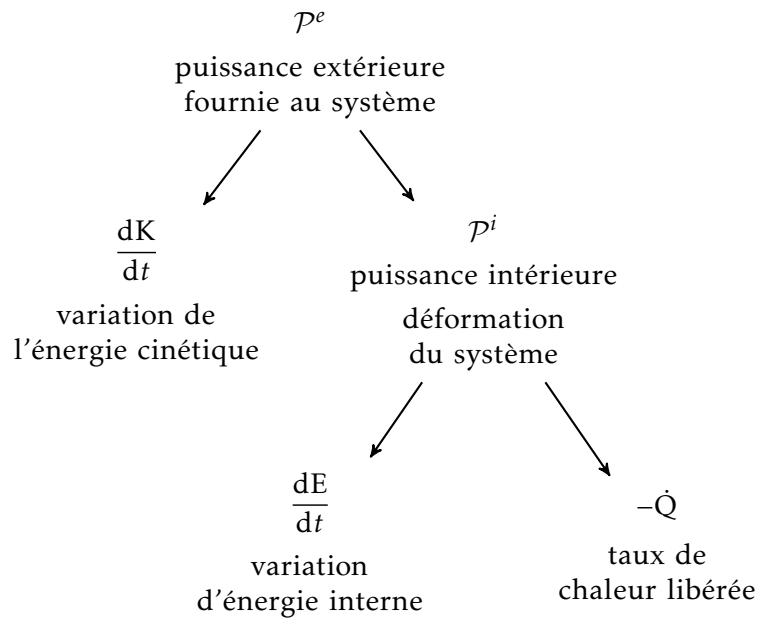 𝒫ᵉ
puissance extérieure
fournie au système
dK
dt
variation de
l'énergie cinétique
𝒫ⁱ
puissance intérieure
déformation
du système
dE
dt
variation
d'énergie interne
−Q̇
taux de
chaleur libérée